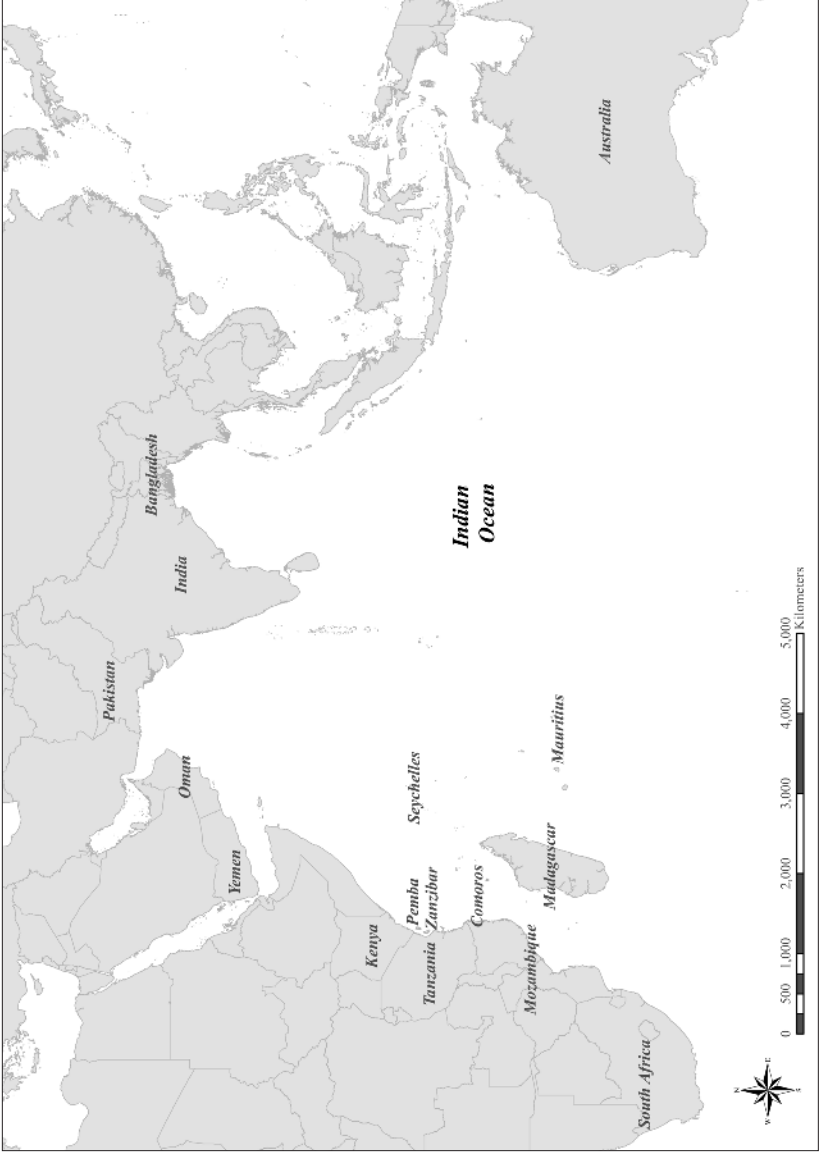 Pakistan
Bangladesh
India
Oman
Yemen
Kenya
Pemba
Zanzibar
Tanzania
Seychelles
Comoros
Indian
Ocean
Mozambique
Madagascar
Mauritius
Australia
South Africa
N
W
E
0 500 1,000 2,000 3,000 4,000 5,000
Kilometers